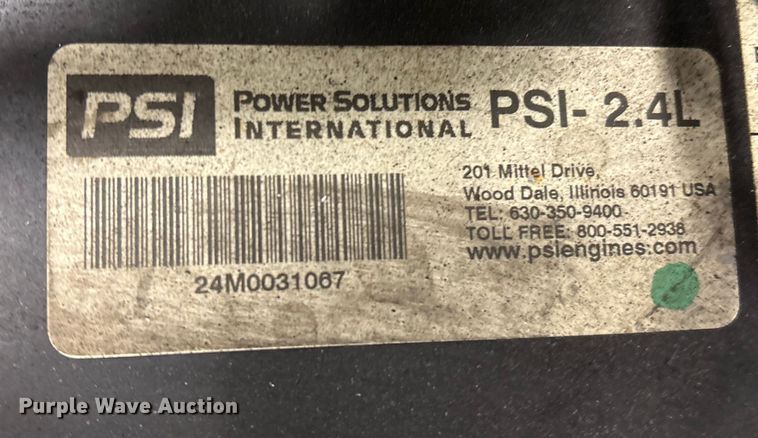 PSI
POWER SOLUTIONS
INTERNATIONAL
PSI- 2.4L
201 Mittel Drive,
Wood Dale, Illinois 60191 USA
TEL: 630-350-9400
TOLL FREE: 800-551-2938
www.psiengines.com
24M0031067
Purple Wave Auction